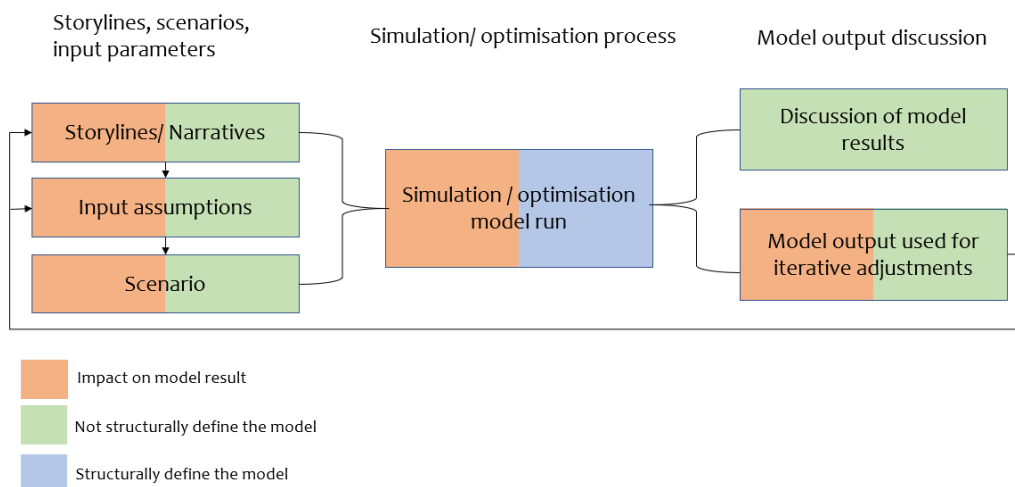 Storylines, scenarios,
input parameters
Simulation/ optimisation process
Model output discussion
Storylines/ Narratives
Input assumptions
Scenario
Simulation / optimisation
model run
Discussion of model
results
Model output used for
iterative adjustments
Impact on model result
Not structurally define the model
Structurally define the model